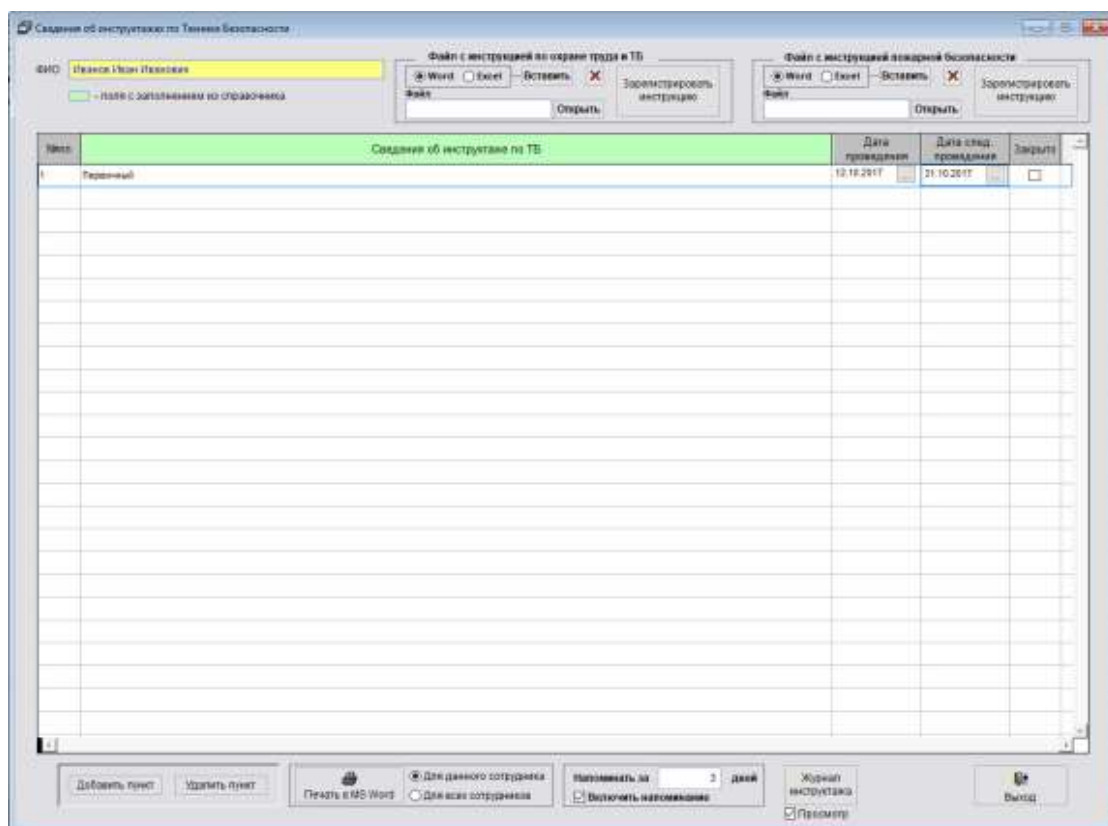 Сведения об инструктажах по Технике Безопасности
ФИО Иванов Иван Иванович
- поля с заполнением из справочника
Файл с инструкцией по охране труда и ТБ
Word Excel Вставить
Файл
Открыть
Зарегистрировать
инструкцию
Файл с инструкцией пожарной безопасности
Word Excel Вставить
Файл
Открыть
Зарегистрировать
инструкцию
№пп Сведения об инструктаже по ТБ Дата проведения Дата след. проведения Закрыто
1 Первичный 12.10.2017 ... 31.10.2017 ...
Добавить пункт Удалить пункт
Печать в MS Word
Для данного сотрудника
Для всех сотрудников
Напоминать за 3 дней
Включить напоминание
Журнал
инструктажа
Просмотр
Выход